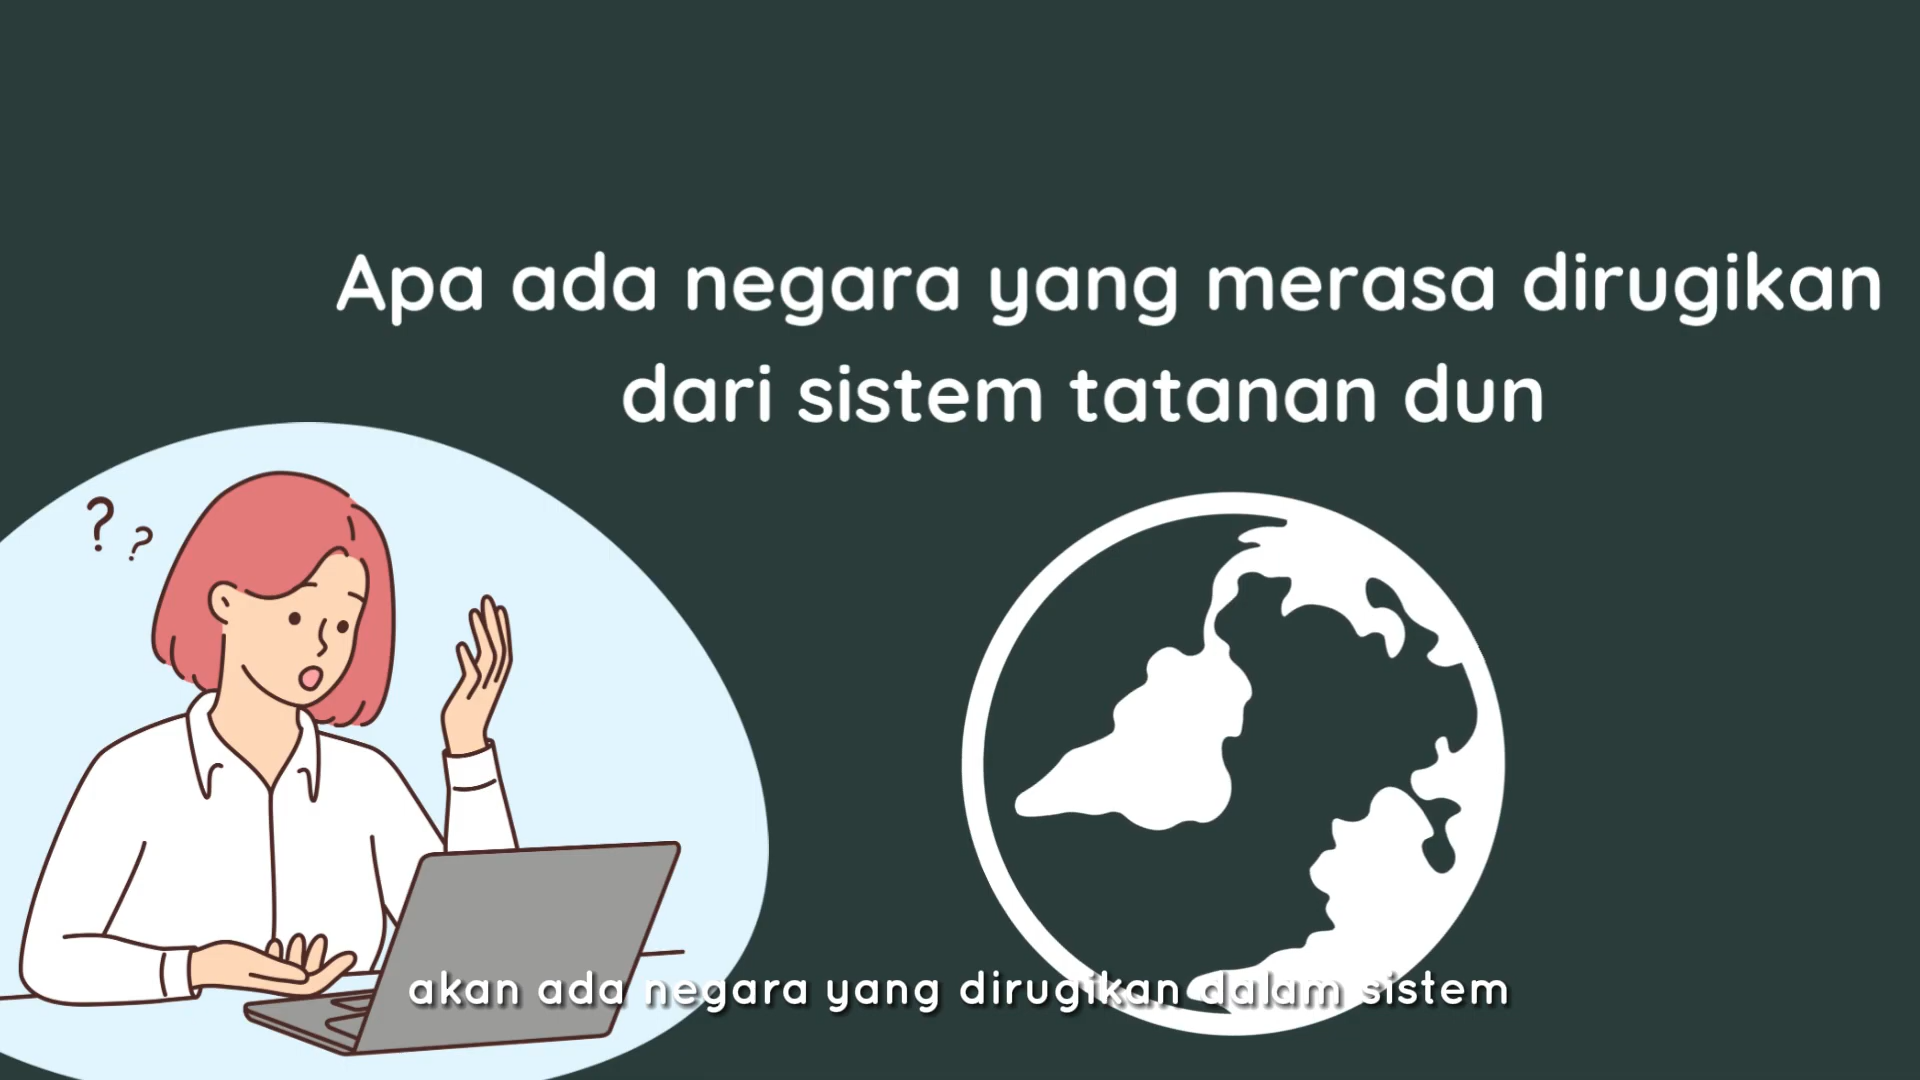 Apa ada negara yang merasa dirugikan
dari sistem tatanan dun
? ?
akan ada negara yang dirugikan dalam sistem